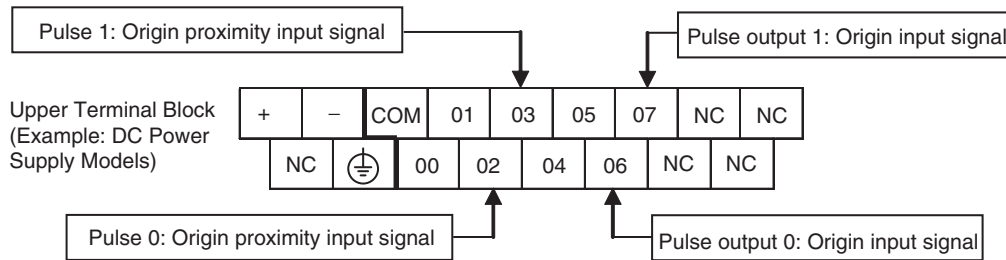 Pulse 1: Origin proximity input signal
Pulse output 1: Origin input signal
Upper Terminal Block
(Example: DC Power
Supply Models)
+ − COM 01 03 05 07 NC NC
NC 00 02 04 06 NC NC
Pulse 0: Origin proximity input signal
Pulse output 0: Origin input signal